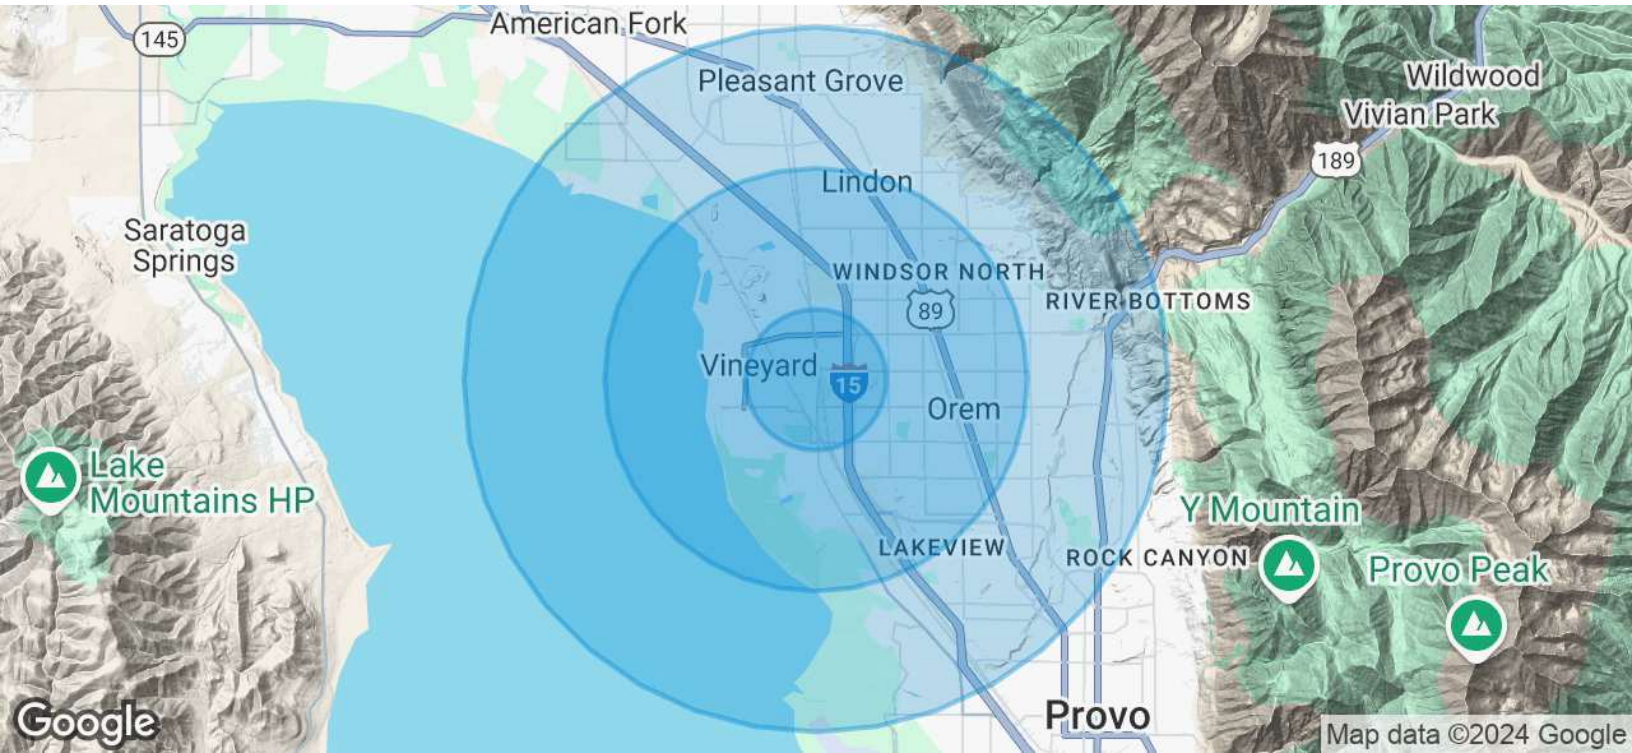 American Fork
145
Pleasant Grove
Wildwood
Vivian Park
189
Lindon
Saratoga
Springs
WINDSOR NORTH
RIVER BOTTOMS
89
Vineyard
15
Orem
Lake
Mountains HP
Y Mountain
LAKEVIEW
ROCK CANYON
Provo Peak
Google
Provo
Map data ©2024 Google